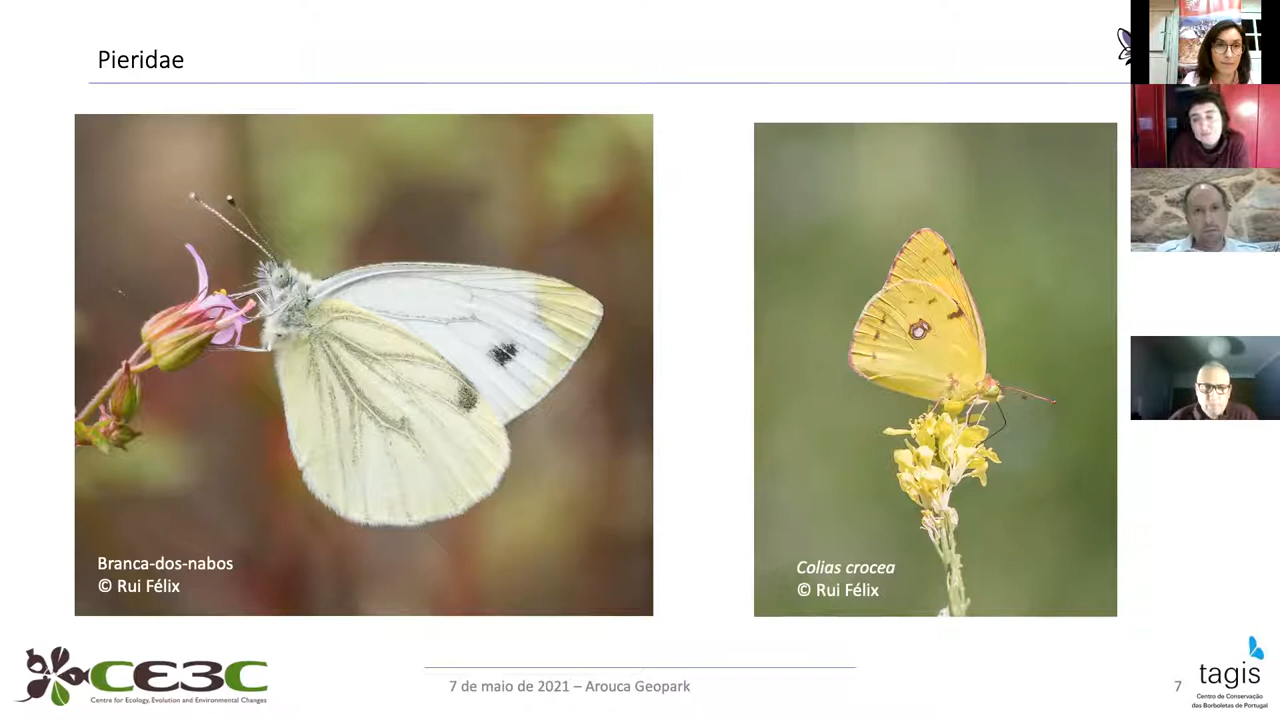 Pieridae
Branca-dos-nabos
© Rui Félix
Colias crocea
© Rui Félix
CE3C
Centre for Ecology, Evolution and Environmental Changes
7 de maio de 2021 – Arouca Geopark
7
tagis
Centro de Conservação
das Borboletas de Portugal